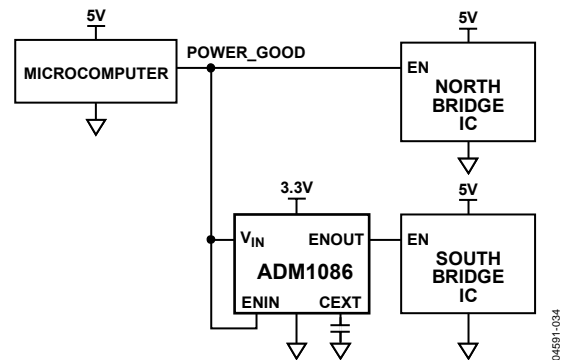 5V
MICROCOMPUTER
POWER_GOOD
5V
EN
NORTH
BRIDGE
IC
3.3V
VIN
ENOUT
ADM1086
ENIN
CEXT
5V
EN
SOUTH
BRIDGE
IC
04591-034